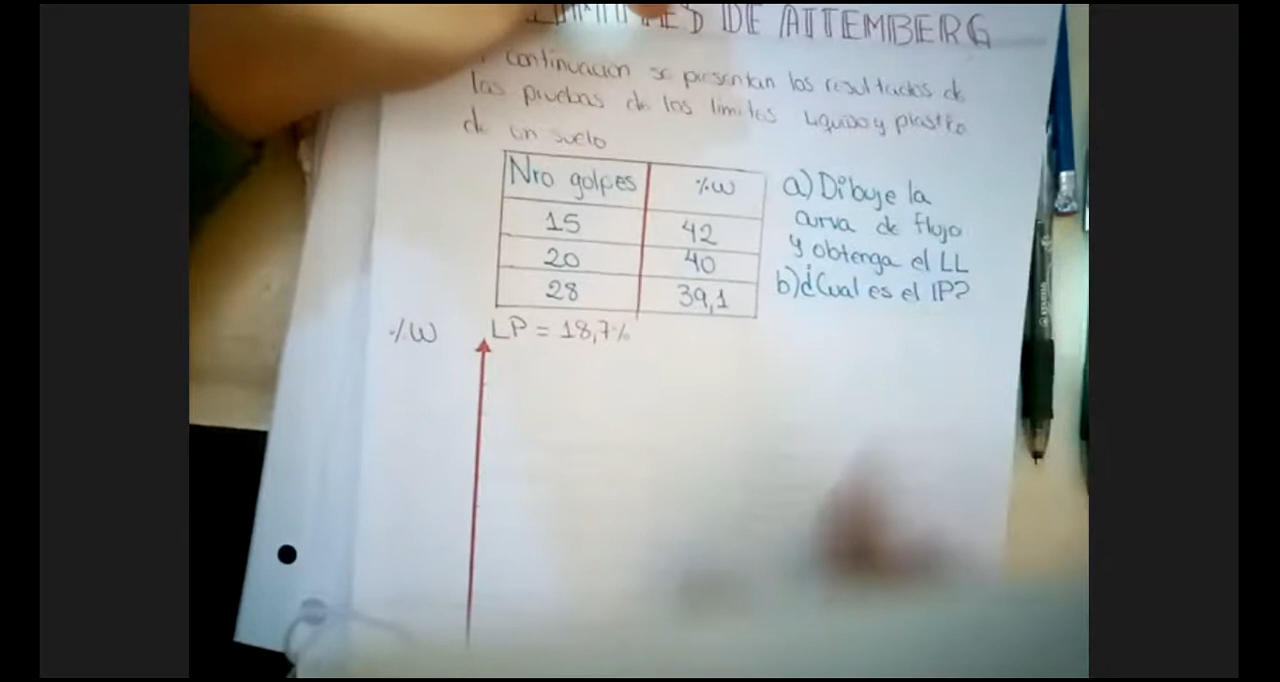 LIMITES DE ATTEMBERG
continuacion se presentan los resultados de
las pruebas de los limites Liquido y plastico
de un suelo
Nro golpes %W
15 42
20 40
28 39,1
a) Dibuje la
curva de flujo
y obtenga el LL
b) ¿Cual es el IP?
LP = 18,7%
%W